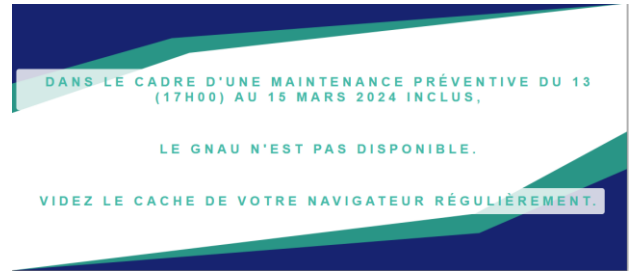 DANS LE CADRE D'UNE MAINTENANCE PRÉVENTIVE DU 13
(17H00) AU 15 MARS 2024 INCLUS,
LE GNAU N'EST PAS DISPONIBLE.
VIDEZ LE CACHE DE VOTRE NAVIGATEUR RÉGULIÈREMENT.